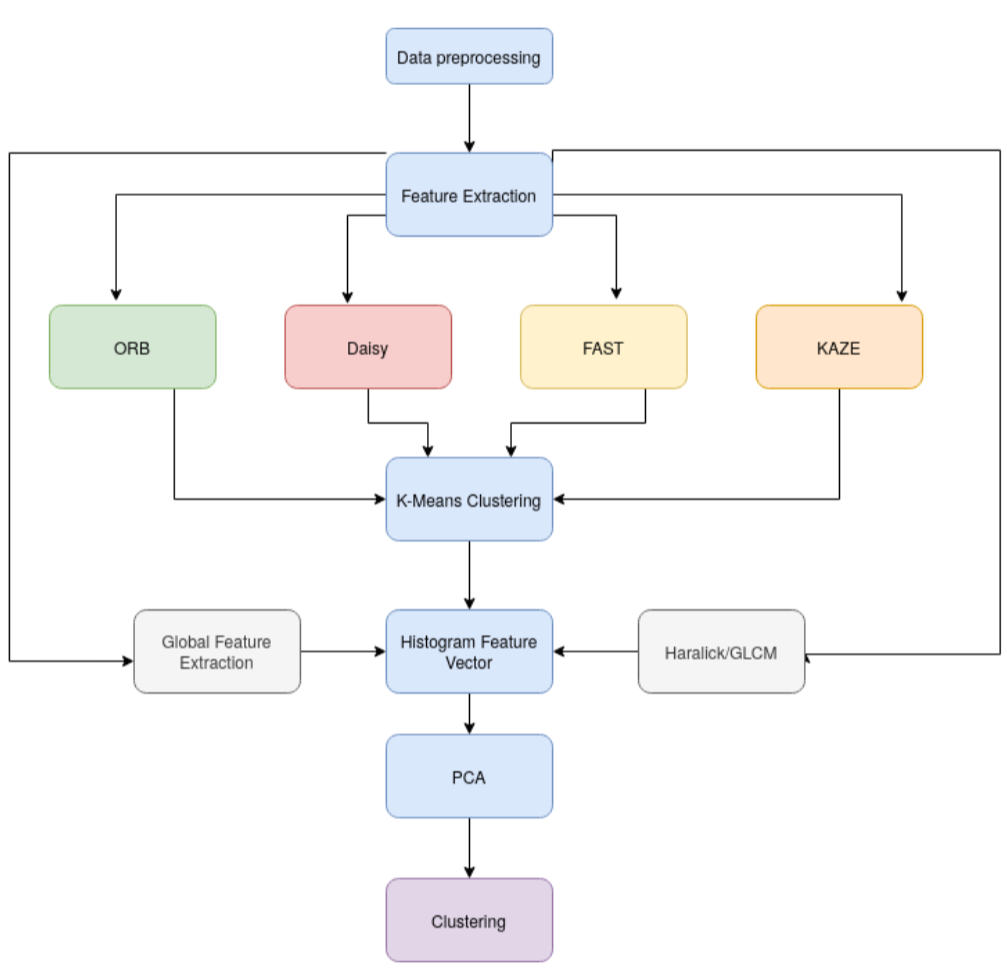 Data preprocessing
Feature Extraction
ORB
Daisy
FAST
KAZE
K-Means Clustering
Global Feature
Extraction
Histogram Feature
Vector
Haralick/GLCM
PCA
Clustering